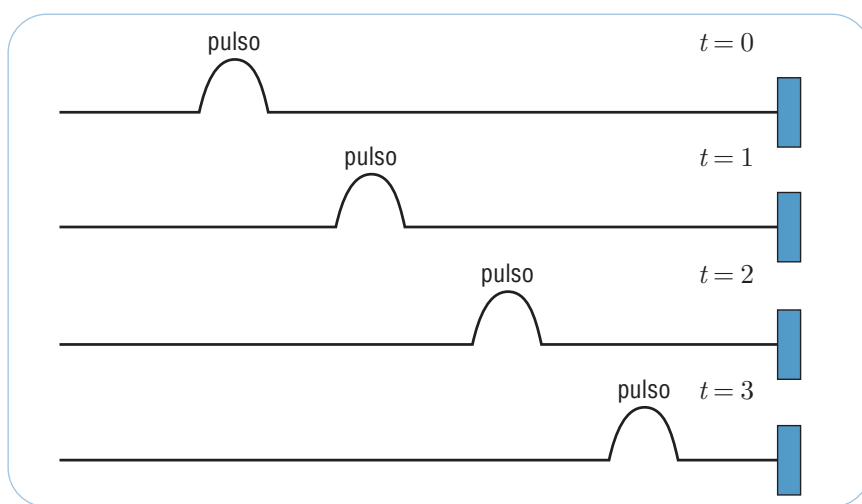 pulso
t = 0
pulso
t = 1
pulso
t = 2
pulso
t = 3